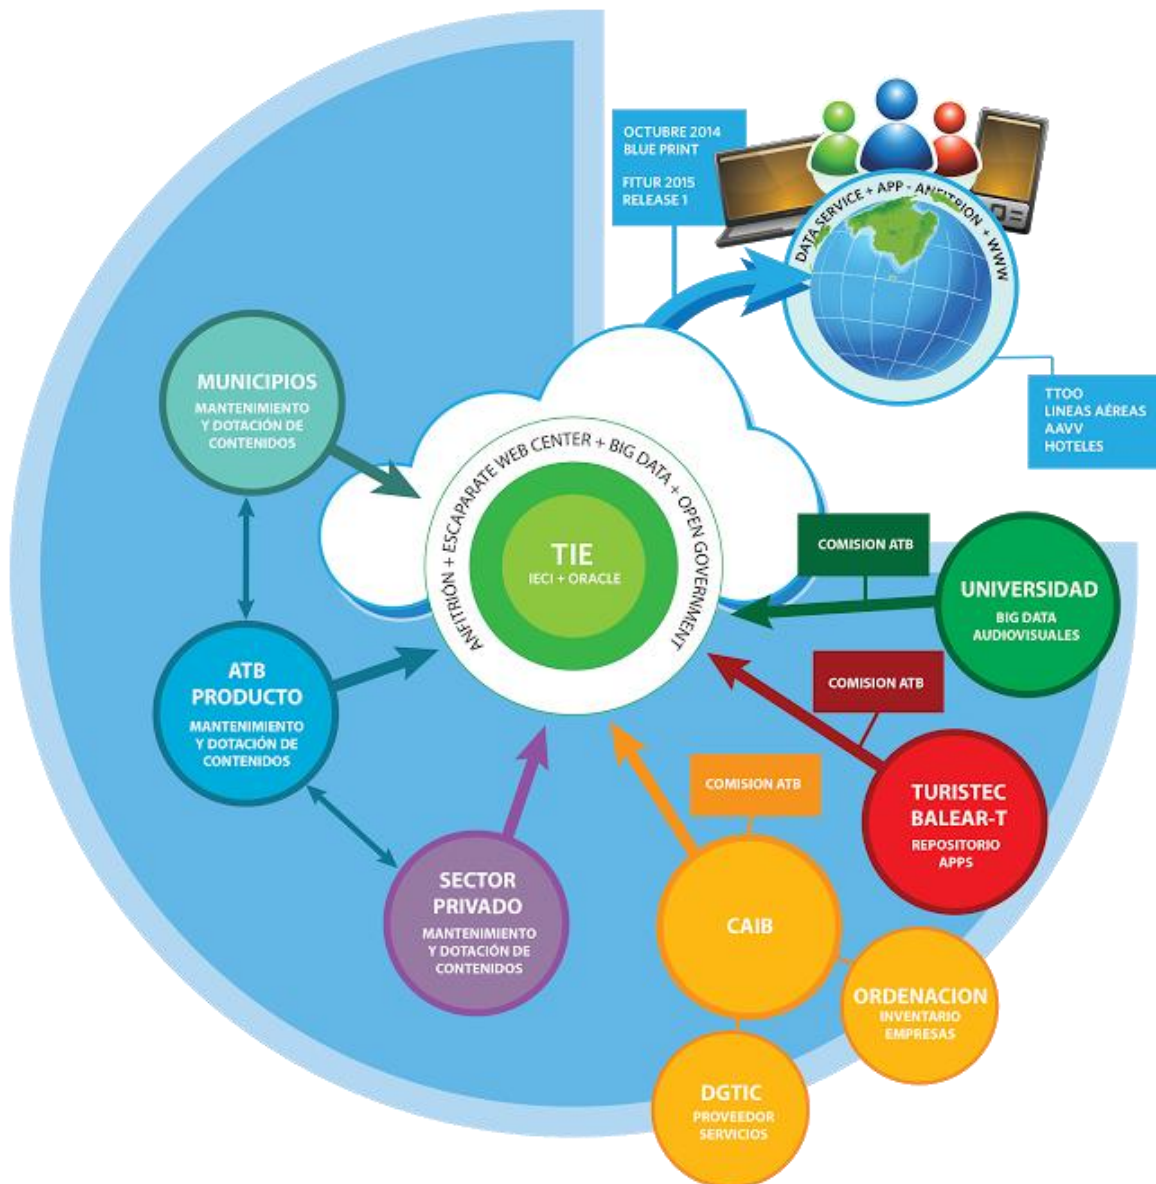 OCTUBRE 2014
BLUE PRINT
FITUR 2015
RELEASE 1
DATA SERVICE + APP - ANFITRION + WWW
TTOO
LINEAS AÉREAS
AAVV
HOTELES
MUNICIPIOS
MANTENIMIENTO
Y DOTACIÓN DE
CONTENIDOS
ANFITRIÓN + ESCAPARATE WEB CENTER + BIG DATA + OPEN GOVERNMENT
TIE
IECI + ORACLE
COMISION ATB
UNIVERSIDAD
BIG DATA
AUDIOVISUALES
ATB
PRODUCTO
MANTENIMIENTO
Y DOTACIÓN DE
CONTENIDOS
COMISION ATB
TURISTEC
BALEAR-T
REPOSITORIO
APPS
COMISION ATB
SECTOR
PRIVADO
MANTENIMIENTO
Y DOTACIÓN DE
CONTENIDOS
CAIB
ORDENACION
INVENTARIO
EMPRESAS
DGTIC
PROVEEDOR
SERVICIOS